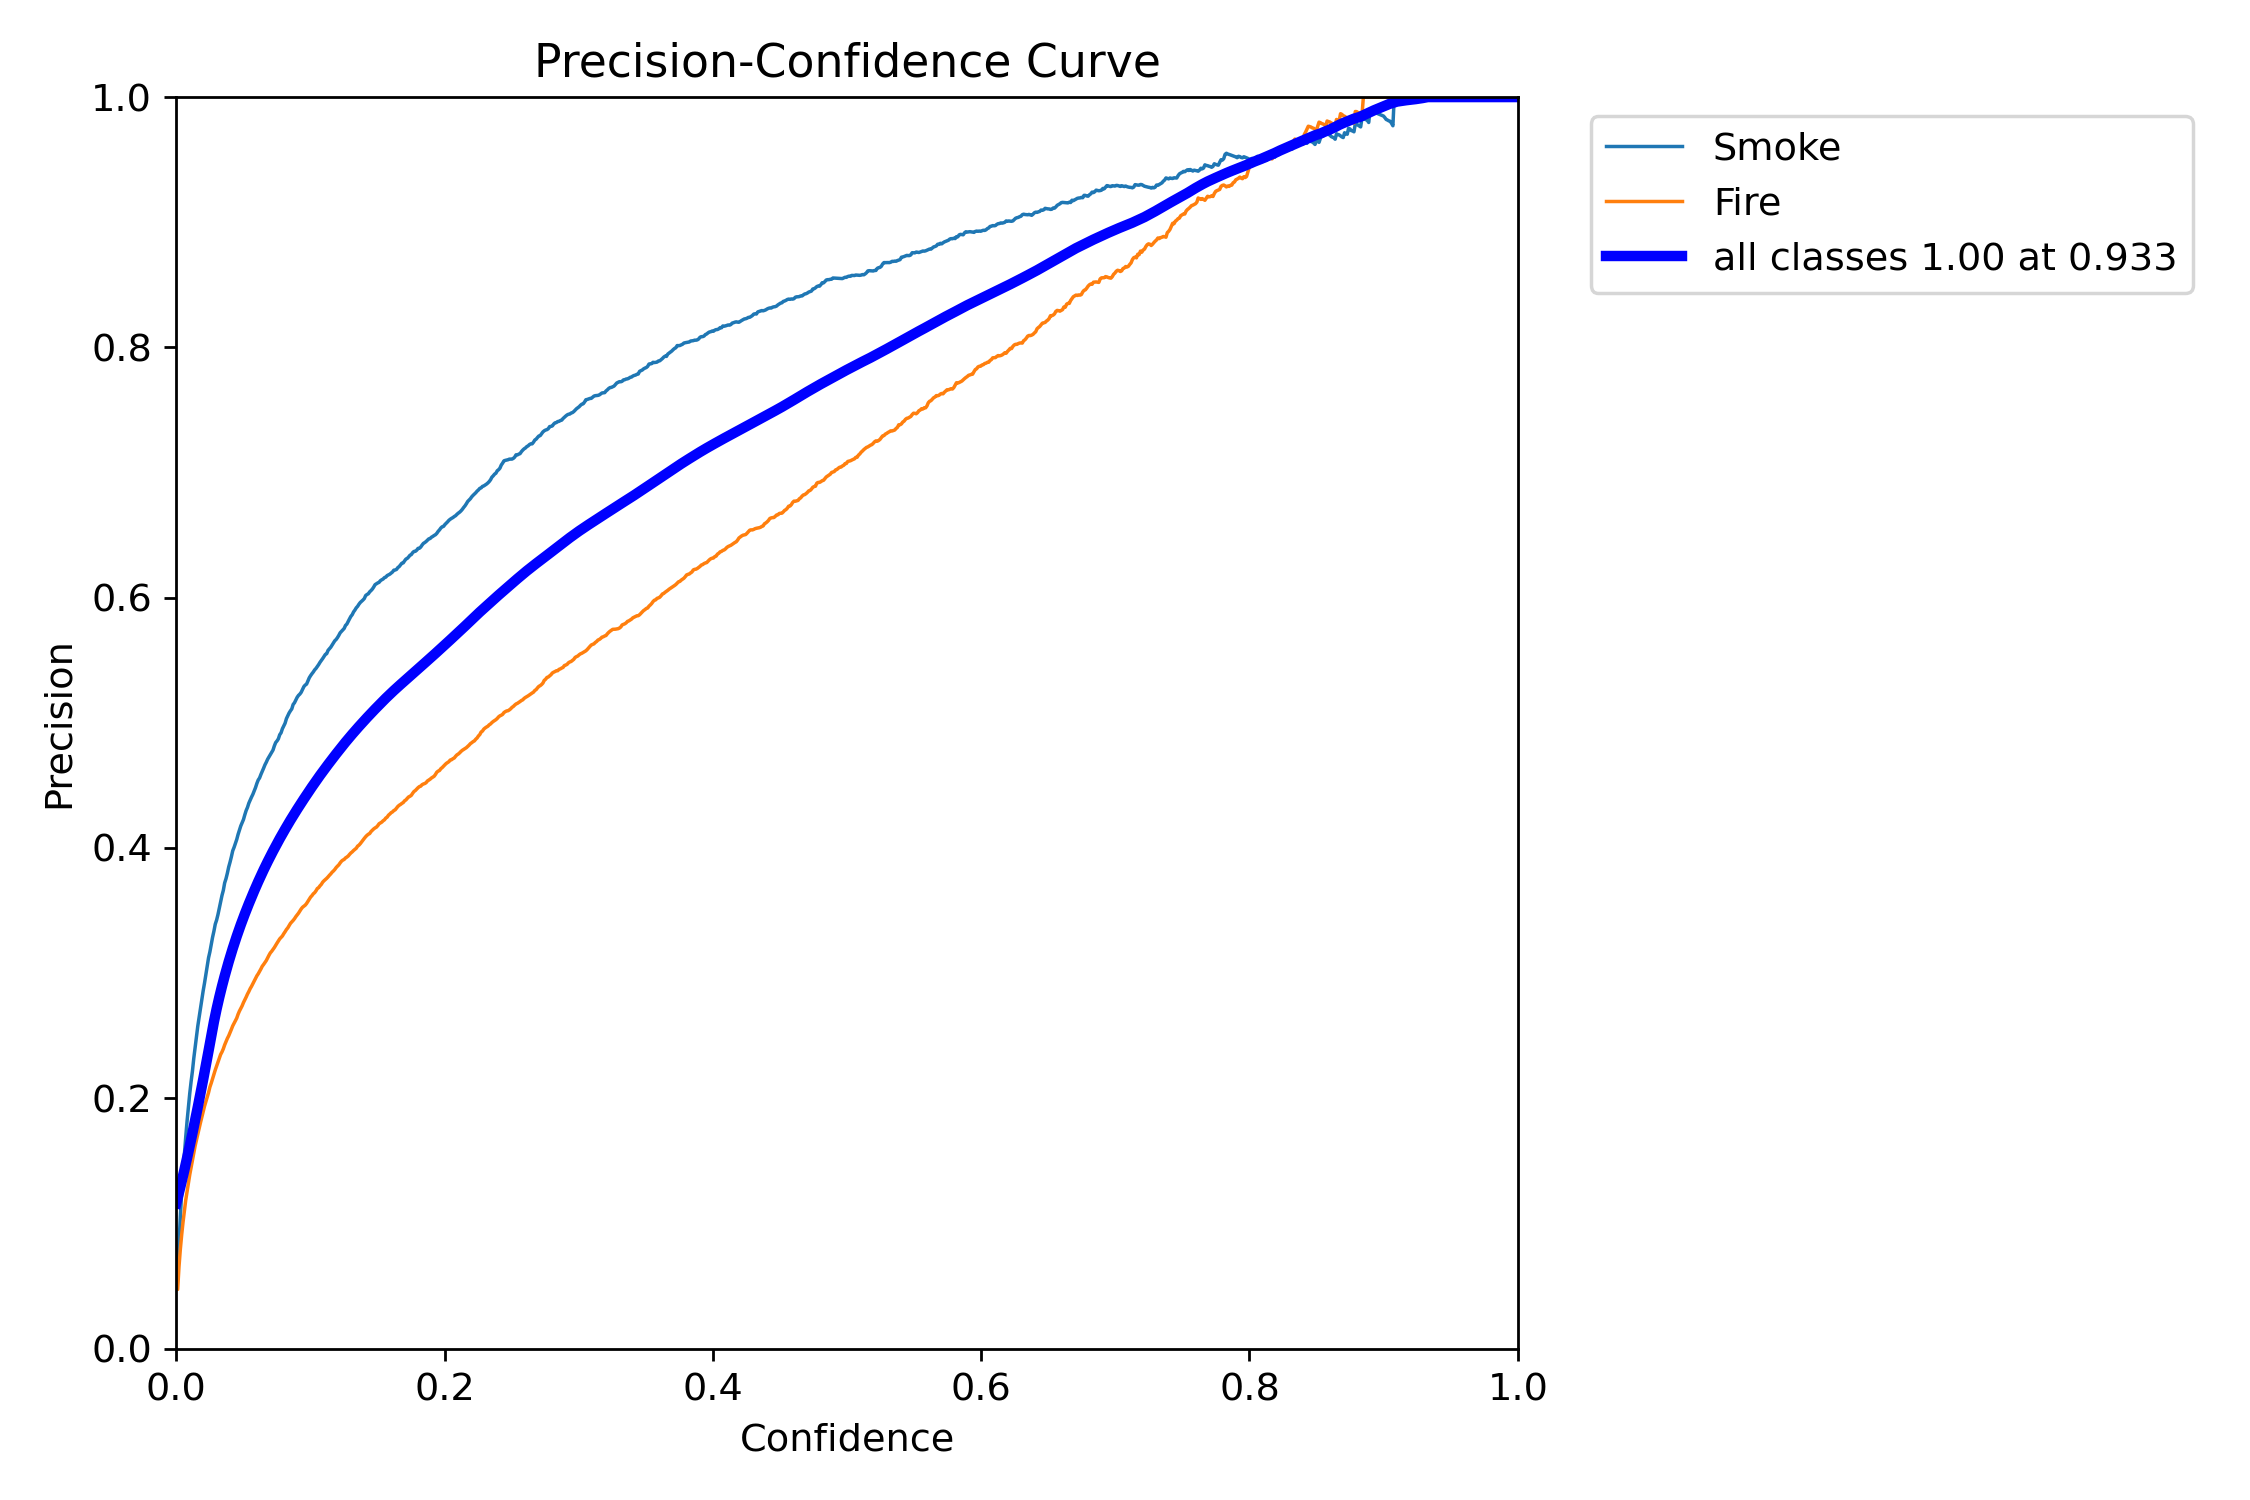 Precision-Confidence Curve
1.0
0.8
0.6
0.4
0.2
0.0
Precision
0.0 0.2 0.4 0.6 0.8 1.0
Confidence
Smoke
Fire
all classes 1.00 at 0.933